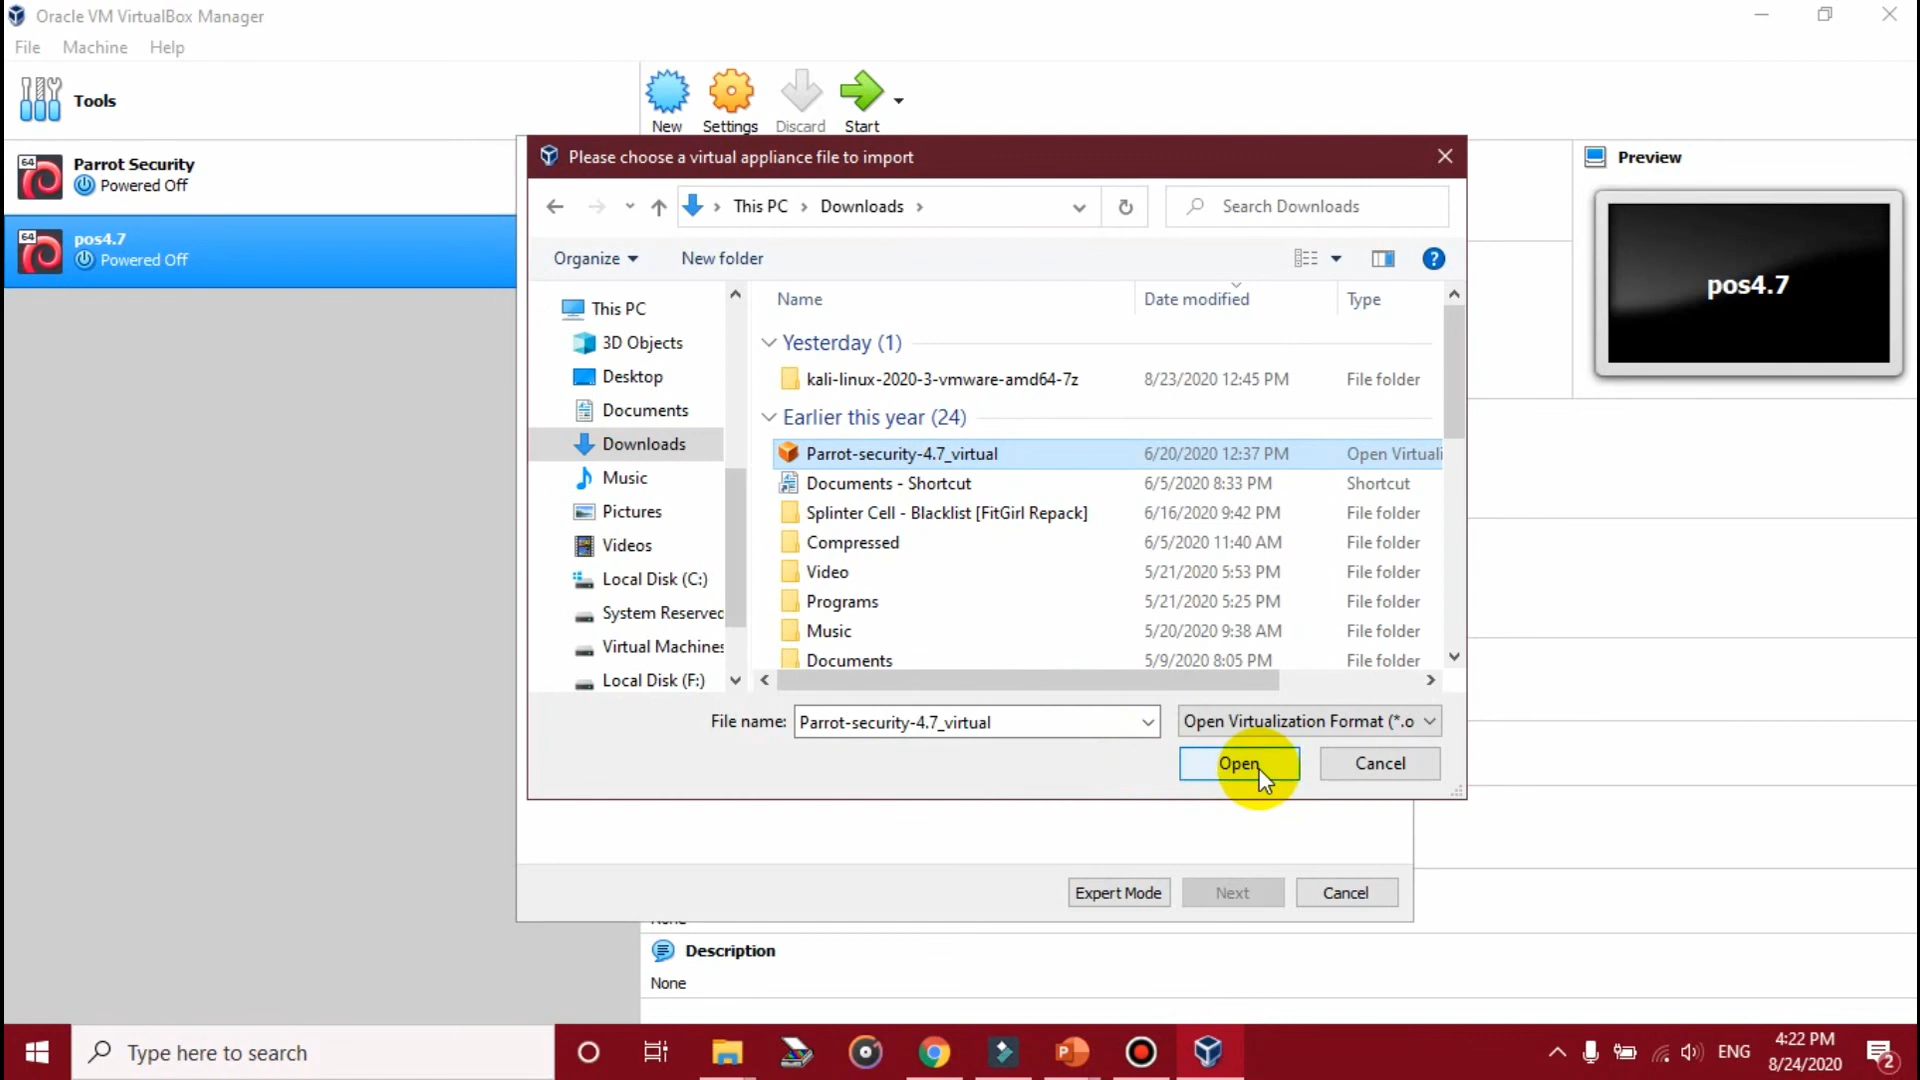 Oracle VM VirtualBox Manager
File Machine Help
Tools
New Settings Discard Start
64 Parrot Security
Powered Off
64 pos4.7
Powered Off
Preview
pos4.7
Please choose a virtual appliance file to import
This PC Downloads
Search Downloads
Organize New folder
?
This PC
3D Objects
Desktop
Documents
Downloads
Music
Pictures
Videos
Local Disk (C:)
System Reserved
Virtual Machines
Local Disk (F:)
Name Date modified Type
Yesterday (1)
kali-linux-2020-3-vmware-amd64-7z 8/23/2020 12:45 PM File folder
Earlier this year (24)
Parrot-security-4.7_virtual 6/20/2020 12:37 PM Open Virtuali
Documents - Shortcut 6/5/2020 8:33 PM Shortcut
Splinter Cell - Blacklist [FitGirl Repack] 6/16/2020 9:42 PM File folder
Compressed 6/5/2020 11:40 AM File folder
Video 5/21/2020 5:53 PM File folder
Programs 5/21/2020 5:25 PM File folder
Music 5/20/2020 9:38 AM File folder
Documents 5/9/2020 8:05 PM File folder
File name: Parrot-security-4.7_virtual Open Virtualization Format (*.o
Open Cancel
Expert Mode Next Cancel
Description
None
Type here to search
ENG
4:22 PM
8/24/2020
2